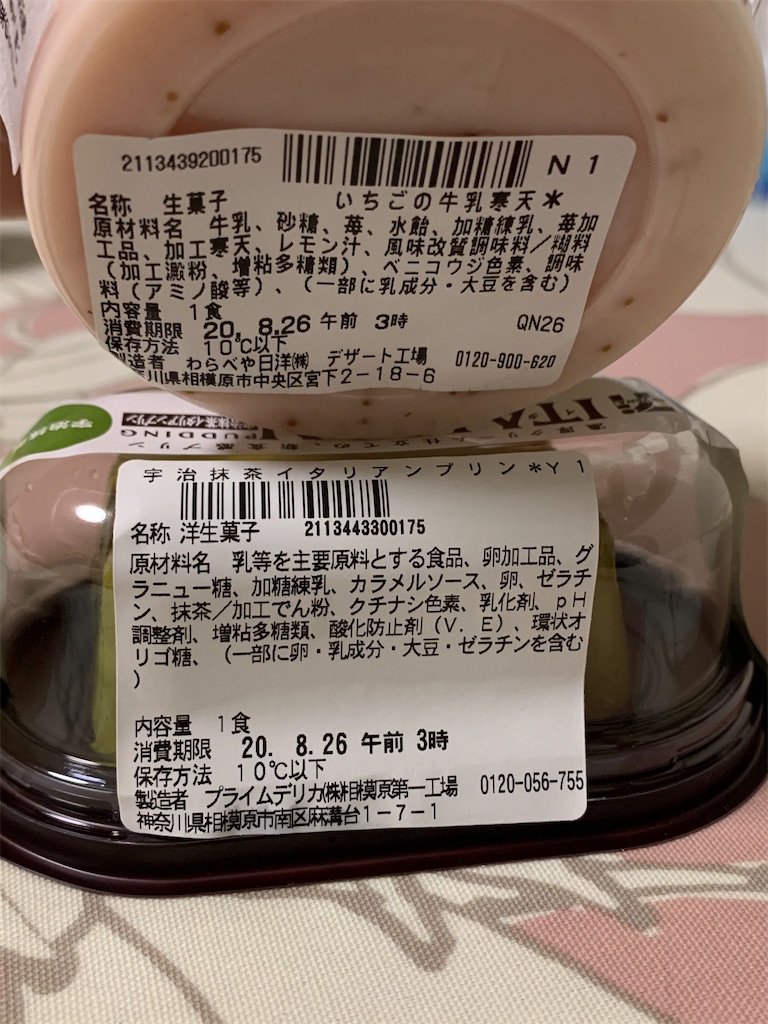 2113439200175 N 1
名称 生菓子 いちごの牛乳寒天*
原材料名 牛乳、砂糖、苺、水飴、加糖練乳、苺加
工品、加工寒天、レモン汁、風味改質調味料/糊料
(加工澱粉、増粘多糖類)、ベニコウジ色素、調味
料(アミノ酸等)、(一部に乳成分・大豆を含む)
内容量 1食
消費期限 20. 8.26 午前 3時 QN26
保存方法 10℃以下
製造者 わらべや日洋㈱ デザート工場 0120-900-620
川県相模原市中央区宮下2-18-6
宇治抹茶イタリアンプリン
PUDDING
宇治抹茶イタリアンプリン*Y 1
名称 洋生菓子 2113443300175
原材料名 乳等を主要原料とする食品、卵加工品、グ
ラニュー糖、加糖練乳、カラメルソース、卵、ゼラチ
ン、抹茶/加工でん粉、クチナシ色素、乳化剤、pH
調整剤、増粘多糖類、酸化防止剤(V.E)、環状オ
リゴ糖、(一部に卵・乳成分・大豆・ゼラチンを含む
)
内容量 1食
消費期限 20. 8.26 午前 3時
保存方法 10℃以下
製造者 プライムデリカ㈱相模原第一工場 0120-056-755
神奈川県相模原市南区麻溝台1-7-1